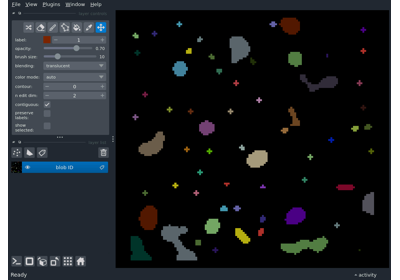 File View Plugins Window Help
label: 1
opacity: 0.70
brush size: 10
blending: translucent
color mode: auto
contour: 0
n edit dim: 2
contiguous:
preserve labels:
show selected:
blob ID
Ready
activity